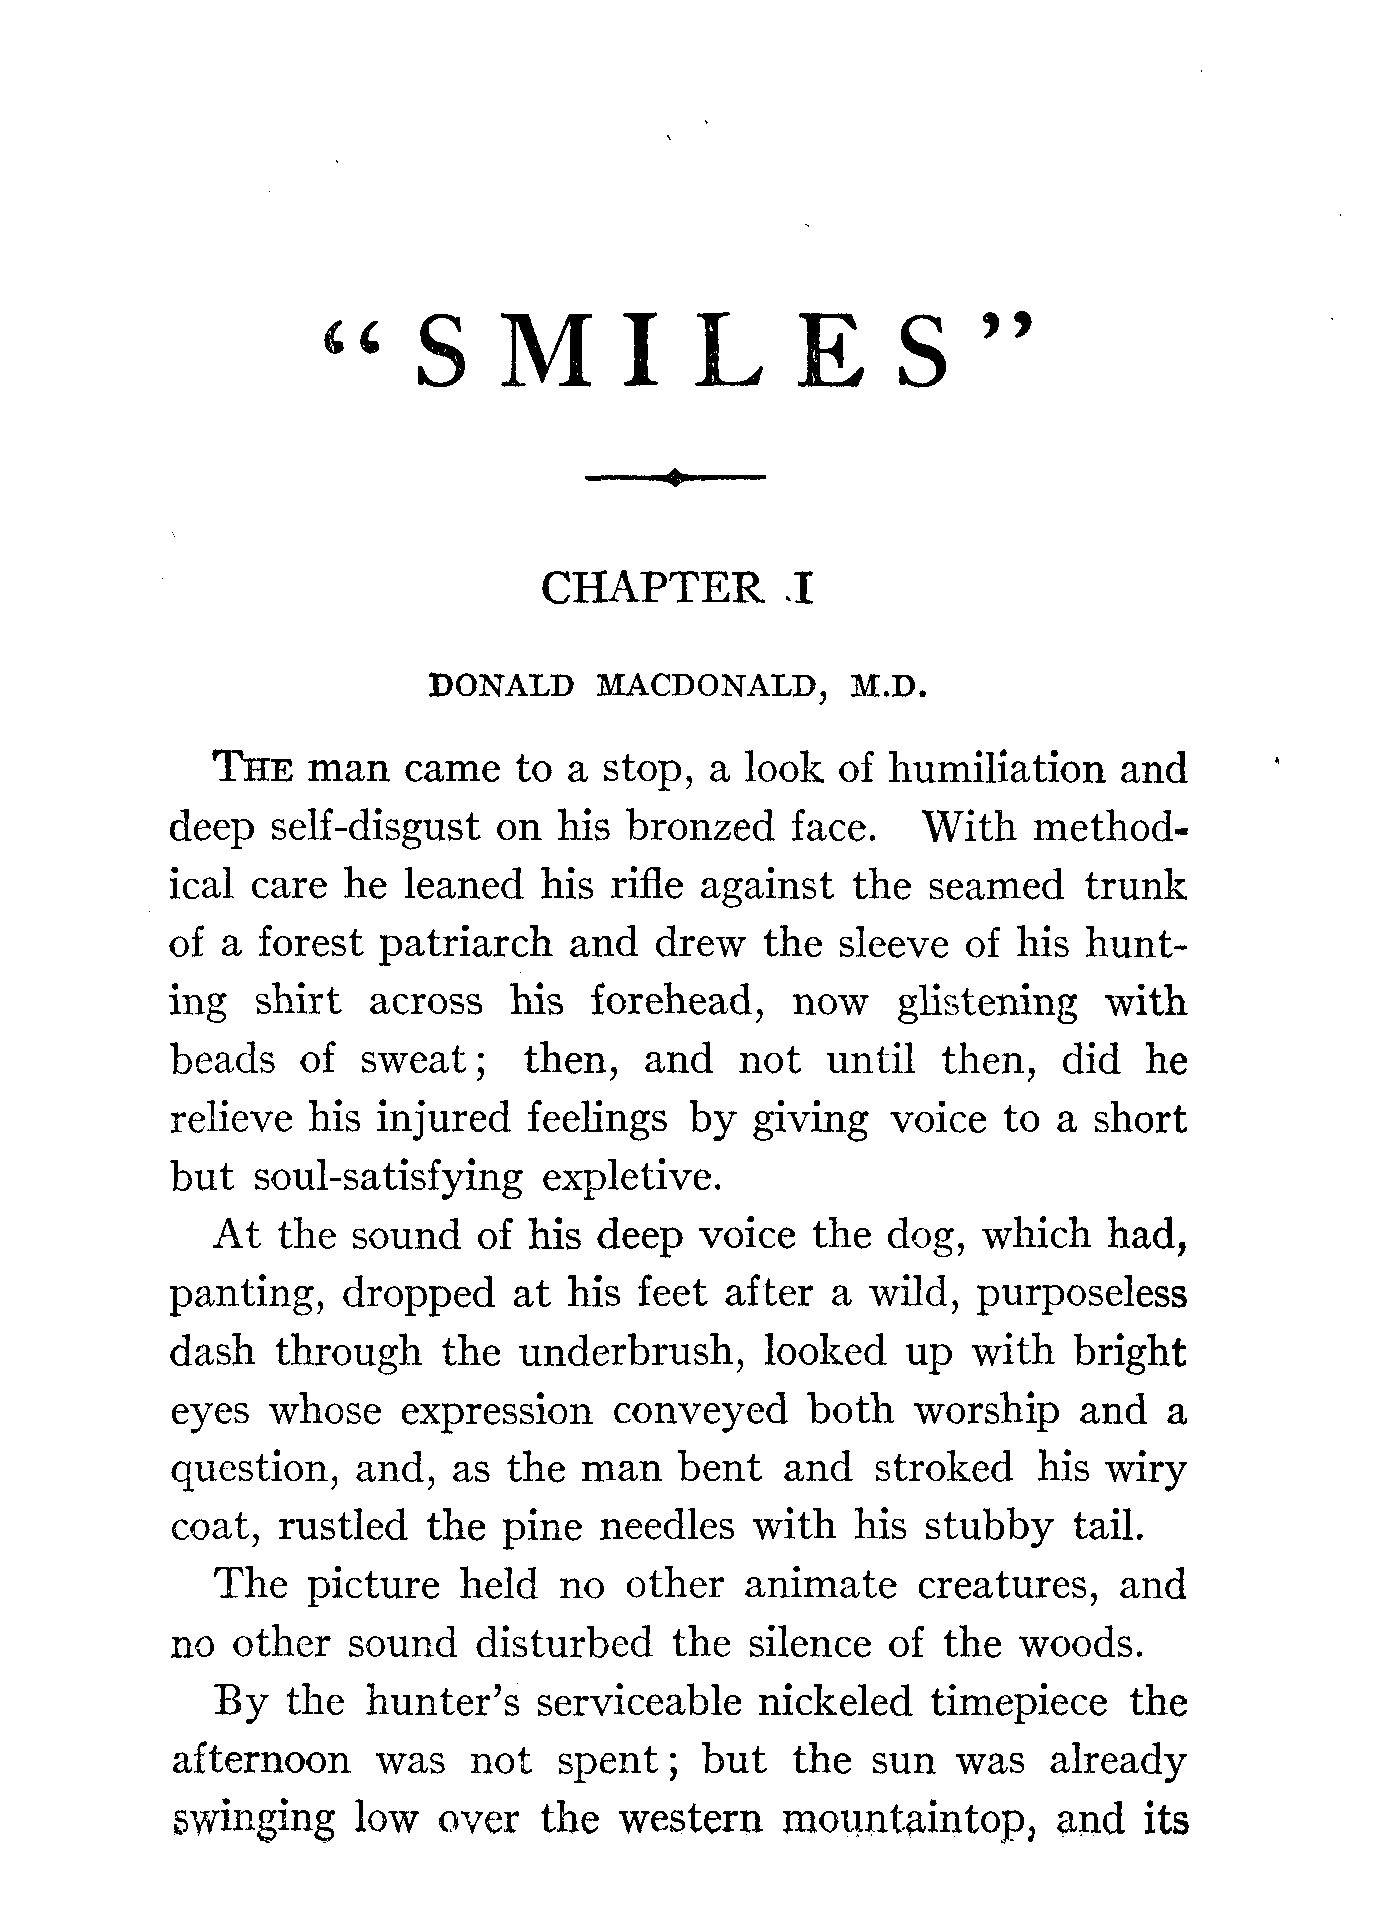 “SMILES”
CHAPTER I
DONALD MACDONALD, M.D.
THE man came to a stop, a look of humiliation and
deep self-disgust on his bronzed face. With method-
ical care he leaned his rifle against the seamed trunk
of a forest patriarch and drew the sleeve of his hunt-
ing shirt across his forehead, now glistening with
beads of sweat; then, and not until then, did he
relieve his injured feelings by giving voice to a short
but soul-satisfying expletive.
At the sound of his deep voice the dog, which had,
panting, dropped at his feet after a wild, purposeless
dash through the underbrush, looked up with bright
eyes whose expression conveyed both worship and a
question, and, as the man bent and stroked his wiry
coat, rustled the pine needles with his stubby tail.
The picture held no other animate creatures, and
no other sound disturbed the silence of the woods.
By the hunter’s serviceable nickeled timepiece the
afternoon was not spent; but the sun was already
swinging low over the western mountaintop, and its